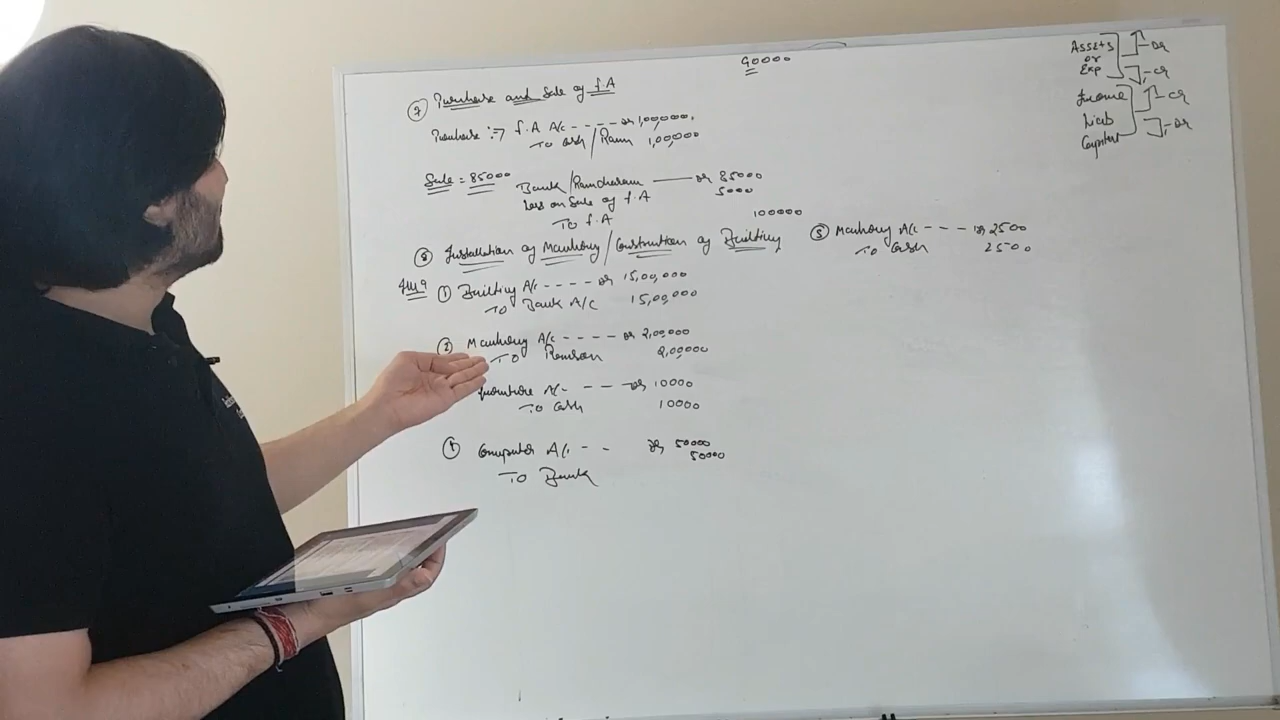 90000
⑦ Purchase and Sale of f.A
Purchase :→ f.A A/c ---- Dr 1,00,000.
To Cash/Ram 1,00,000
Sale = 85000 Bank/Ramcharam —— Dr 85000
Loss on Sale of f.A 5000
To f.A 100000
⑧ Installation of Machinery/Construction of Building
① Building A/c ---- Dr 15,00,000
To Bank A/C 15,00,000
② Machinery A/c ---- Dr 2,00,000
To Ramson 2,00,000
furniture A/c -- Dr 10000
To Cash 10000
④ Computer A/c -- Dr 50000
50000
To Bank
⑤ Machinery A/c --- Dr 2500
To Cash 2500
Assets
or
Exp
Dr
Cr
Income
Liab
Capital
Cr
Dr